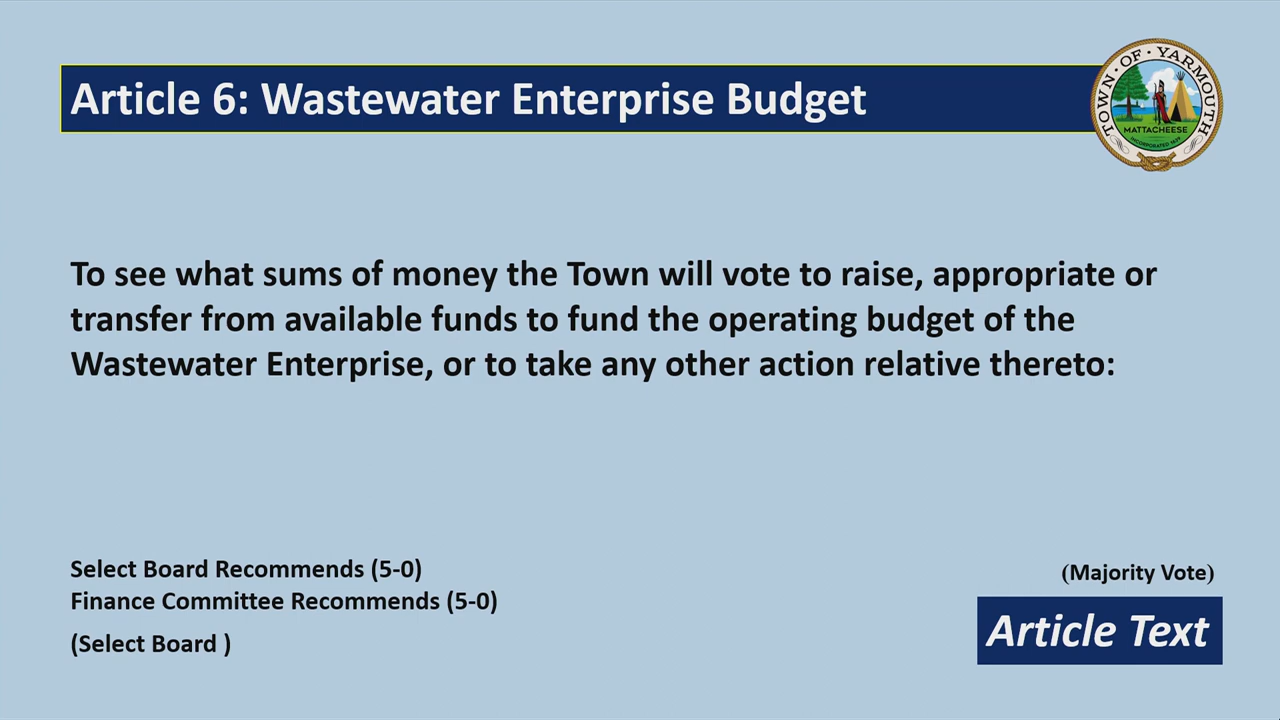 Article 6: Wastewater Enterprise Budget
TOWN · OF · YARMOUTH
MATTACHEESE
INCORPORATED 1639
To see what sums of money the Town will vote to raise, appropriate or
transfer from available funds to fund the operating budget of the
Wastewater Enterprise, or to take any other action relative thereto:
Select Board Recommends (5-0)
Finance Committee Recommends (5-0)
(Select Board )
(Majority Vote)
Article Text